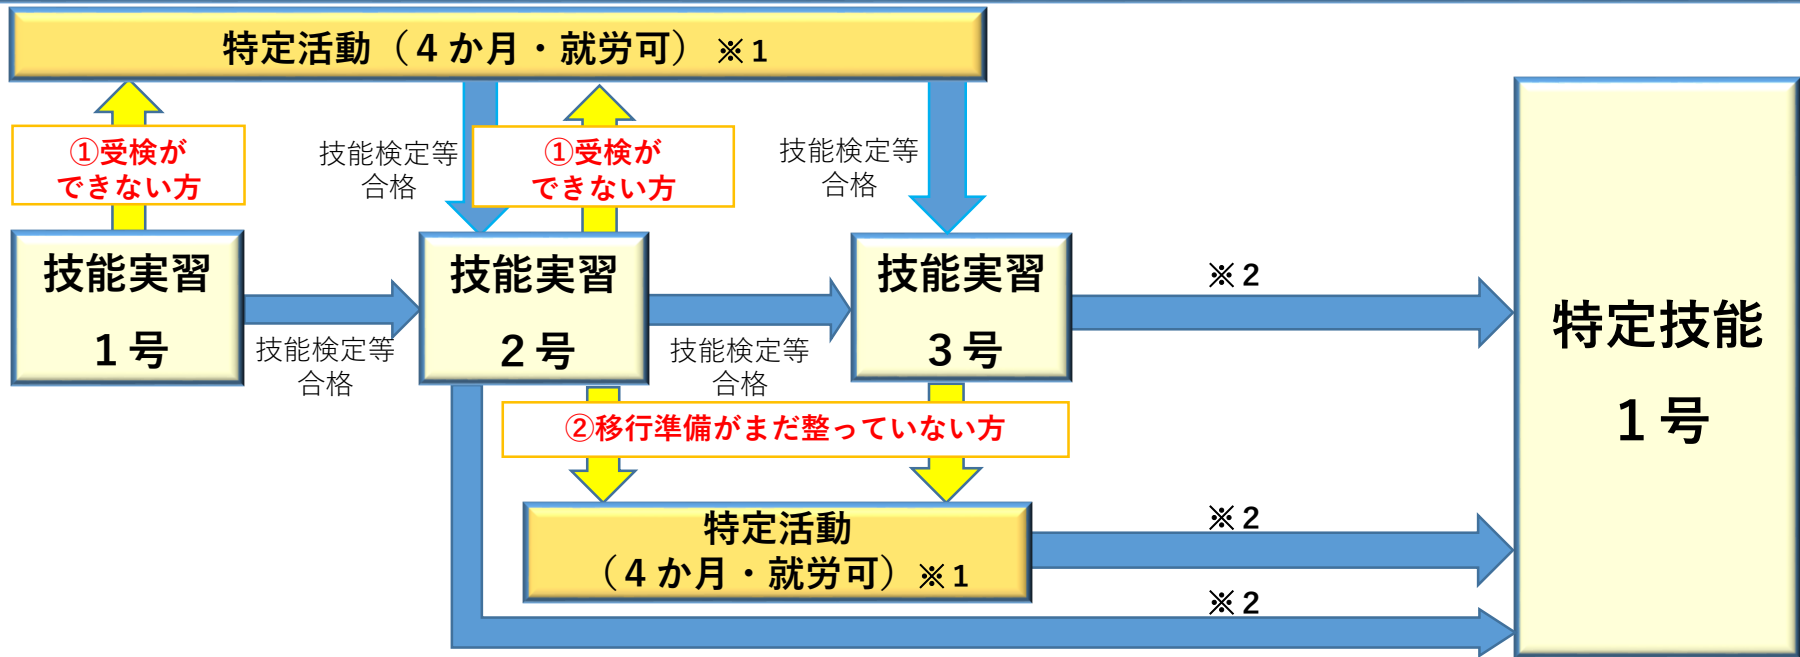 特定活動（４か月・就労可）※１
①受検が
できない方
技能検定等
合格
①受検が
できない方
技能検定等
合格
技能実習
１号
技能検定等
合格
技能実習
２号
技能検定等
合格
技能実習
３号
※２
特定技能
１号
②移行準備がまだ整っていない方
特定活動
（４か月・就労可）※１
※２
※２